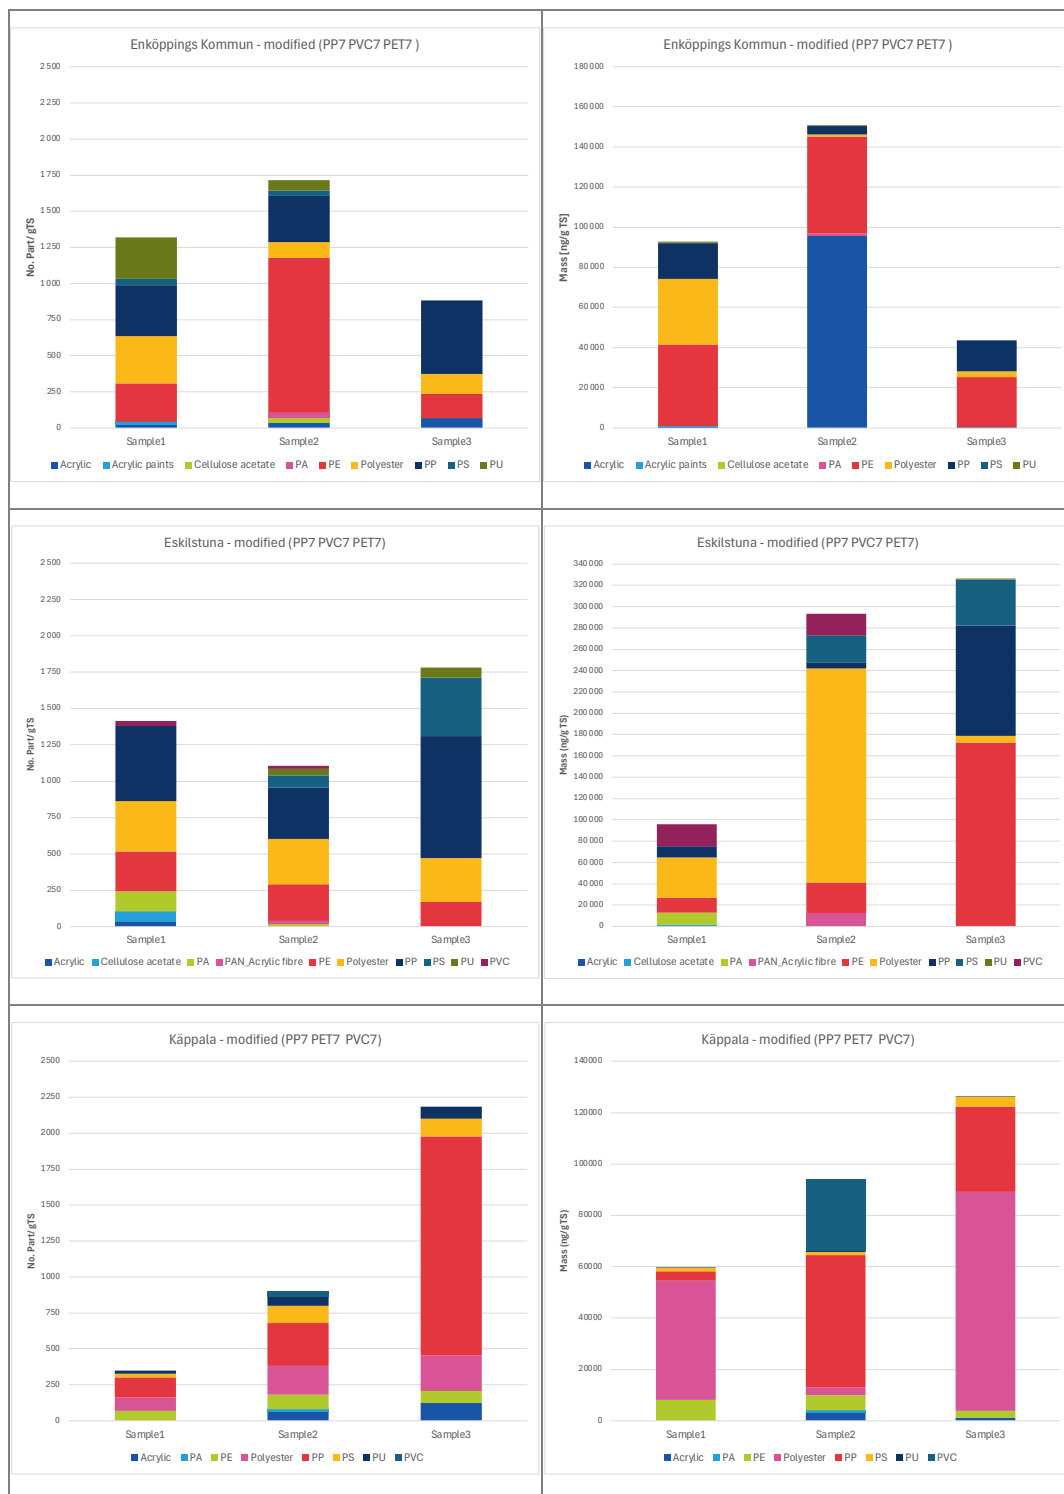 Enköppings Kommun - modified (PP7 PVC7 PET7 )
2 500
2 250
2 000
1 750
1 500
1 250
1 000
750
500
250
0
No. Part/ gTS
Sample1 Sample2 Sample3
Acrylic Acrylic paints Cellulose acetate PA PE Polyester PP PS PU
Enköppings Kommun - modified (PP7 PVC7 PET7 )
180 000
160 000
140 000
120 000
100 000
80 000
60 000
40 000
20 000
0
Mass [ng/g TS]
Sample1 Sample2 Sample3
Acrylic Acrylic paints Cellulose acetate PA PE Polyester PP PS PU
Eskilstuna - modified (PP7 PVC7 PET7)
2 500
2 250
2 000
1 750
1 500
1 250
1 000
750
500
250
0
No. Part/ gTS
Sample1 Sample2 Sample3
Acrylic Cellulose acetate PA PAN_Acrylic fibre PE Polyester PP PS PU PVC
Eskilstuna - modified (PP7 PVC7 PET7)
340 000
320 000
300 000
280 000
260 000
240 000
220 000
200 000
180 000
160 000
140 000
120 000
100 000
80 000
60 000
40 000
20 000
0
Mass (ng/g TS)
Sample1 Sample2 Sample3
Acrylic Cellulose acetate PA PAN_Acrylic fibre PE Polyester PP PS PU PVC
Käppala - modified (PP7 PET7 PVC7)
2500
2250
2000
1750
1500
1250
1000
750
500
250
0
No. Part/ gTS
Sample1 Sample2 Sample3
Acrylic PA PE Polyester PP PS PU PVC
Käppala - modified (PP7 PET7 PVC7)
140000
120000
100000
80000
60000
40000
20000
0
Mass (ng/g TS)
Sample1 Sample2 Sample3
Acrylic PA PE Polyester PP PS PU PVC